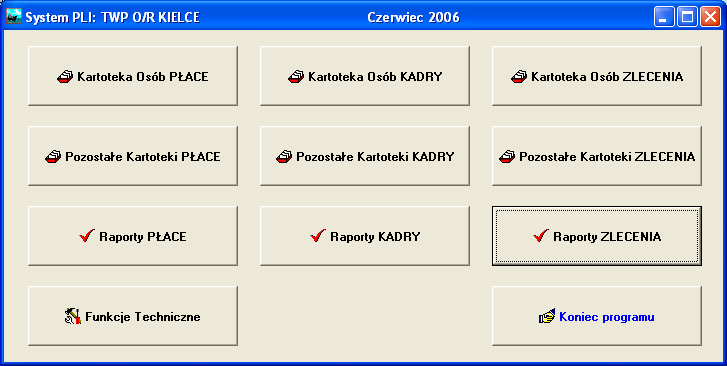 System PLI: TWP O/R KIELCE Czerwiec 2006
Kartoteka Osób PŁACE
Kartoteka Osób KADRY
Kartoteka Osób ZLECENIA
Pozostałe Kartoteki PŁACE
Pozostałe Kartoteki KADRY
Pozostałe Kartoteki ZLECENIA
Raporty PŁACE
Raporty KADRY
Raporty ZLECENIA
Funkcje Techniczne
Koniec programu